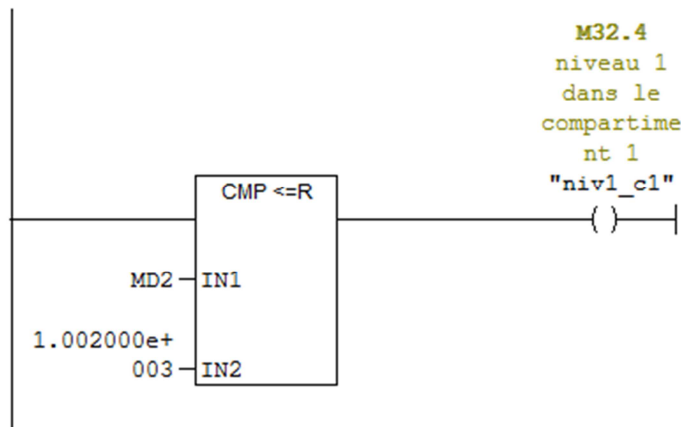 M32.4
niveau 1
dans le
compartime
nt 1
"niv1_c1"
CMP <=R
MD2
IN1
1.002000e+
003
IN2